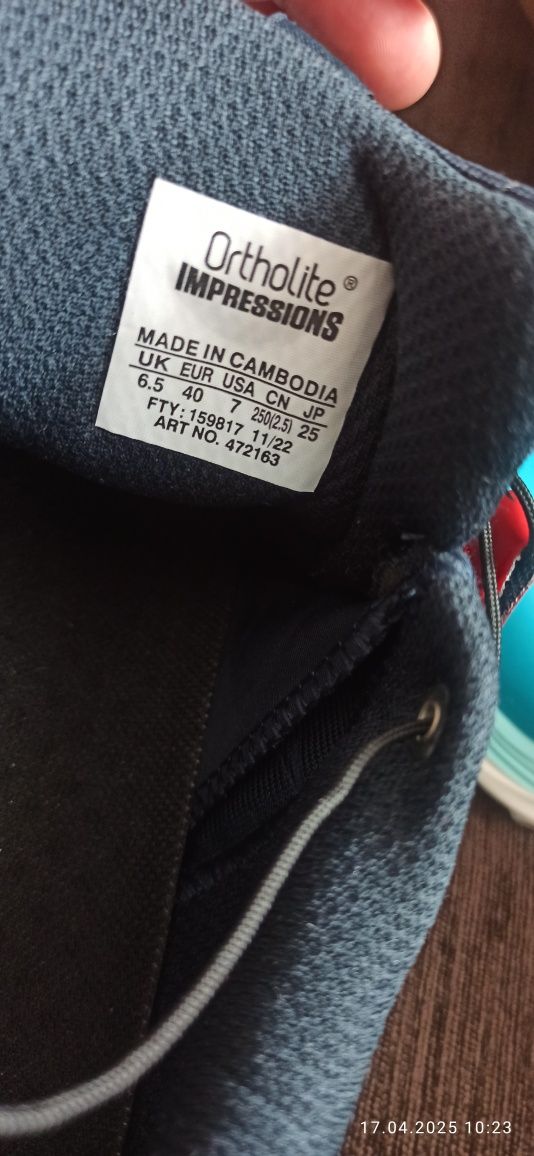 Ortholite ®
IMPRESSIONS
MADE IN CAMBODIA
UK EUR USA CN JP
6.5 40 7 250(2.5) 25
FTY: 159817 11/22
ART NO. 472163
17.04.2025 10:23